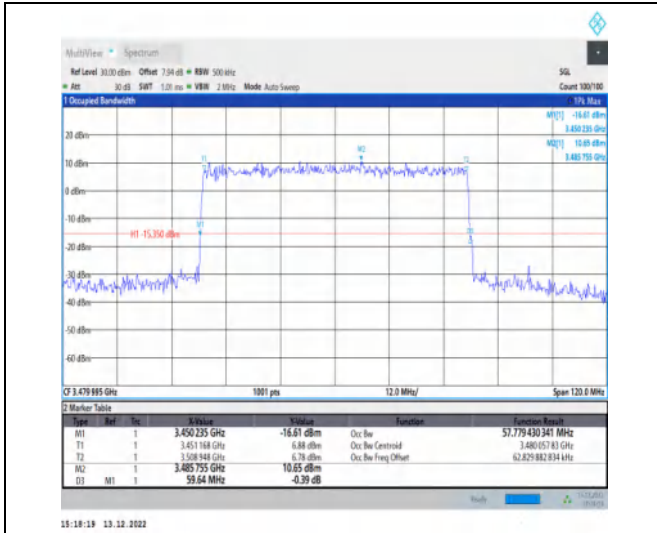 MultiView Spectrum
Ref Level 30.00 dBm Offset 7.94 dB RBW 500 kHz SGL
Att 30 dB SWT 1.01 ms VBW 2 MHz Mode Auto Sweep Count 100/100
1 Occupied Bandwidth 1Pk Max
M1[1] -16.61 dBm
3.450 235 GHz
M2[1] 10.65 dBm
3.485 755 GHz
20 dBm
M2
T1 T2
10 dBm
0 dBm
-10 dBm
M1
H1 -15.350 dBm
-30 dBm
-40 dBm
-50 dBm
-60 dBm
CF 3.479 995 GHz 1001 pts 12.0 MHz/ Span 120.0 MHz
2 Marker Table
Type Ref Trc X-Value Y-Value Function Function Result
M1 1 3.450 235 GHz -16.61 dBm Occ Bw 57.779 430 341 MHz
T1 1 3.451 168 GHz 6.88 dBm Occ Bw Centroid 3.480 057 83 GHz
T2 1 3.508 948 GHz 6.78 dBm Occ Bw Freq Offset 62.829 882 834 kHz
M2 1 3.485 755 GHz 10.65 dBm
D3 M1 1 59.64 MHz -0.39 dB
Ready
15:18:19 13.12.2022